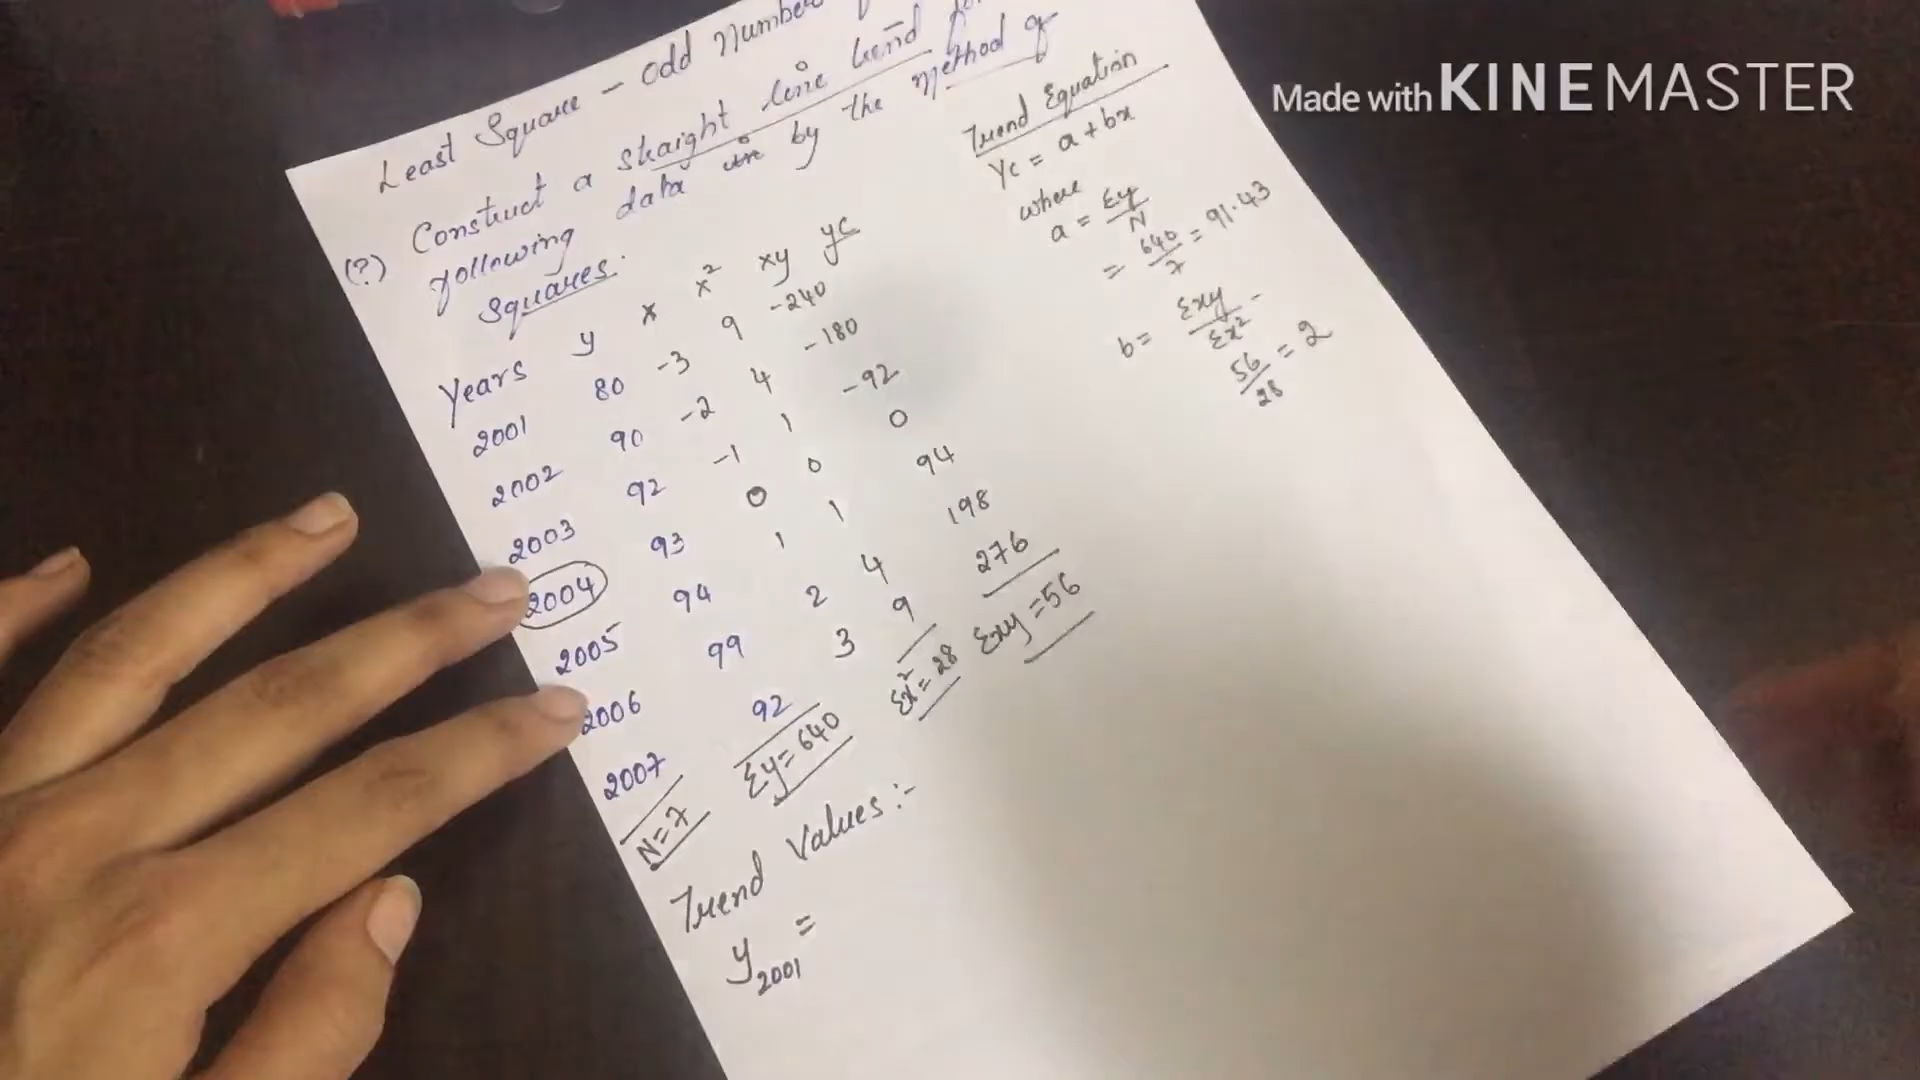 Made with KINEMASTER
Least Square - odd Number
(?) Construct a straight line trend for
following data by the method of
Squares.
Years y x x² xy yc
2001 80 -3 9 -240
2002 90 -2 4 -180
2003 92 -1 1 -92
2004 93 0 0 0
2005 94 1 1 94
2006 99 2 4 198
2007 92 3 9 276
N=7 Σy=640 Σx²=28 Σxy=56
Trend Equation
Yc = a + bx
where
a = Σy/N
= 640/7 = 91.43
b = Σxy/Σx²
56/28 = 2
Trend Values :-
y2001 =